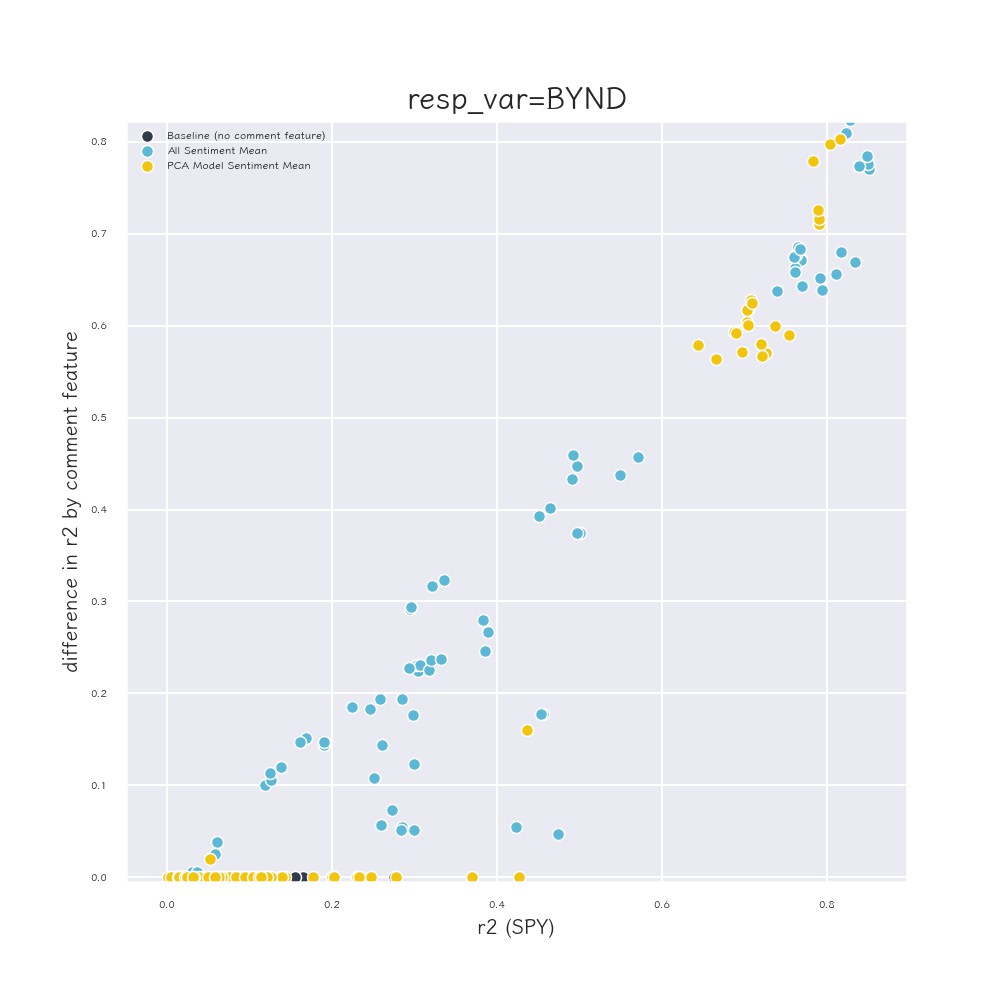 resp_var=BYND
Baseline (no comment feature)
All Sentiment Mean
PCA Model Sentiment Mean
difference in r2 by comment feature
0.8
0.7
0.6
0.5
0.4
0.3
0.2
0.1
0.0
0.0 0.2 0.4 0.6 0.8
r2 (SPY)